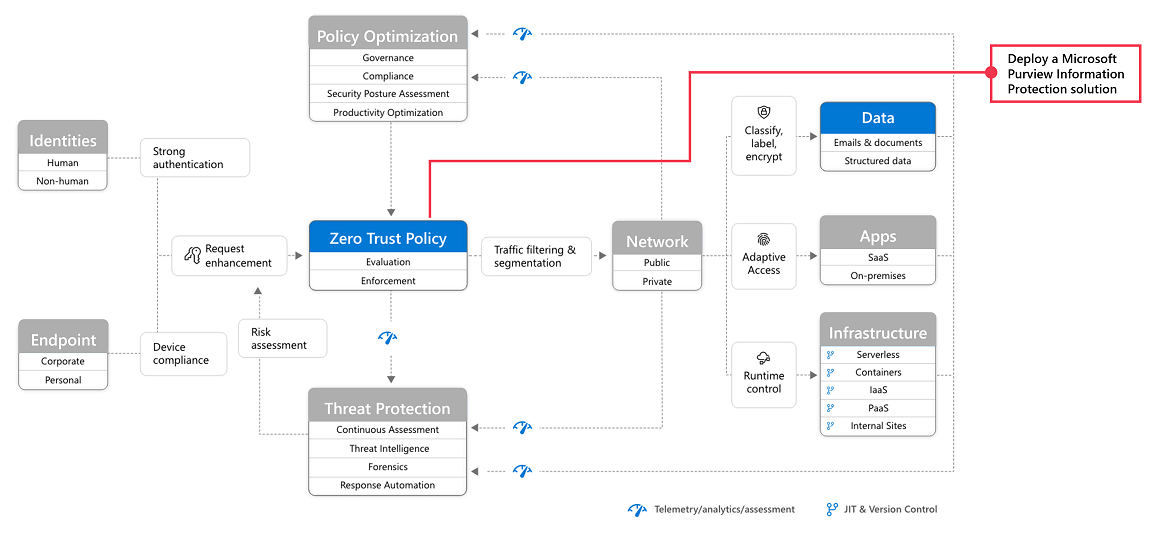 Policy Optimization
Governance
Compliance
Security Posture Assessment
Productivity Optimization
Deploy a Microsoft
Purview Information
Protection solution
Identities
Human
Non-human
Strong
authentication
Classify,
label,
encrypt
Data
Emails & documents
Structured data
Request
enhancement
Zero Trust Policy
Evaluation
Enforcement
Traffic filtering &
segmentation
Network
Public
Private
Adaptive
Access
Apps
SaaS
On-premises
Endpoint
Corporate
Personal
Device
compliance
Risk
assessment
Runtime
control
Infrastructure
Serverless
Containers
IaaS
PaaS
Internal Sites
Threat Protection
Continuous Assessment
Threat Intelligence
Forensics
Response Automation
Telemetry/analytics/assessment
JIT & Version Control